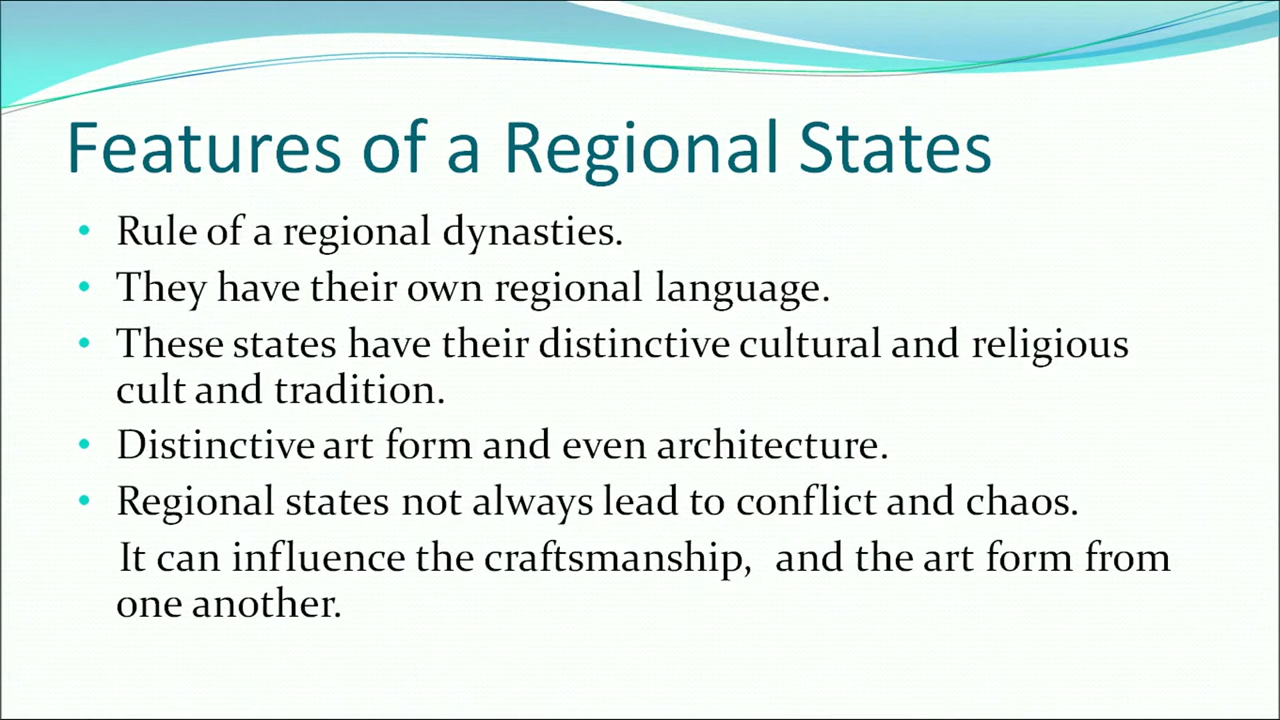 Features of a Regional States
• Rule of a regional dynasties.
• They have their own regional language.
• These states have their distinctive cultural and religious
cult and tradition.
• Distinctive art form and even architecture.
• Regional states not always lead to conflict and chaos.
It can influence the craftsmanship,  and the art form from
one another.